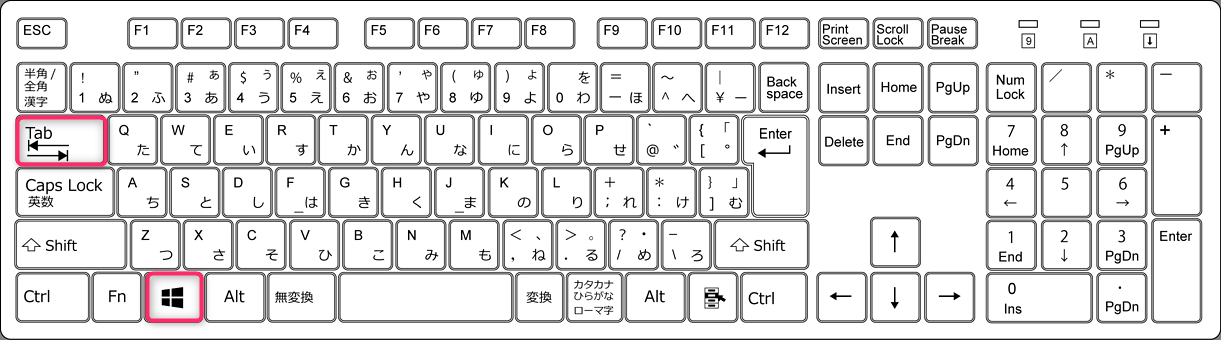 ESC F1 F2 F3 F4 F5 F6 F7 F8 F9 F10 F11 F12 Print Screen Scroll Lock Pause Break 9 A ↓
半角/全角 漢字 ! 1 ぬ ” 2 ふ # ぁ 3 あ $ ぅ 4 う % ぇ 5 え & ぉ 6 お ’ ゃ 7 や ( ゅ 8 ゆ ) ょ 9 よ を 0 わ = ー ほ ~ ^ へ | ¥ ー Back space Insert Home PgUp Num Lock / * ー
Tab Q た W て E い R す T か Y ん U な I に O ら P せ ` @ ゛ { 「 [ ° Enter Delete End PgDn 7 Home 8 ↑ 9 PgUp +
Caps Lock 英数 A ち S と D し F _は G き H く J _ま K の L り + ; れ * : け } 」 ] む 4 ← 5 6 →
Shift Z つ X さ C そ V ひ B こ N み M も < 、 , ね > 。 . る ? ・ / め _ \ ろ Shift ↑ 1 End 2 ↓ 3 PgDn Enter
Ctrl Fn Alt 無変換 変換 カタカナ ひらがな ローマ字 Alt Ctrl ← ↓ → 0 Ins . PgDn